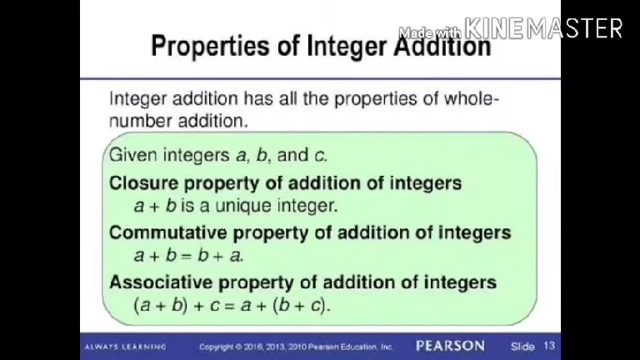 Made with KINEMASTER
Properties of Integer Addition
Integer addition has all the properties of whole-
number addition.
Given integers a, b, and c.
Closure property of addition of integers
a + b is a unique integer.
Commutative property of addition of integers
a + b = b + a.
Associative property of addition of integers
(a + b) + c = a + (b + c).
ALWAYS LEARNING Copyright © 2016, 2013, 2010 Pearson Education, Inc. PEARSON Slide 13